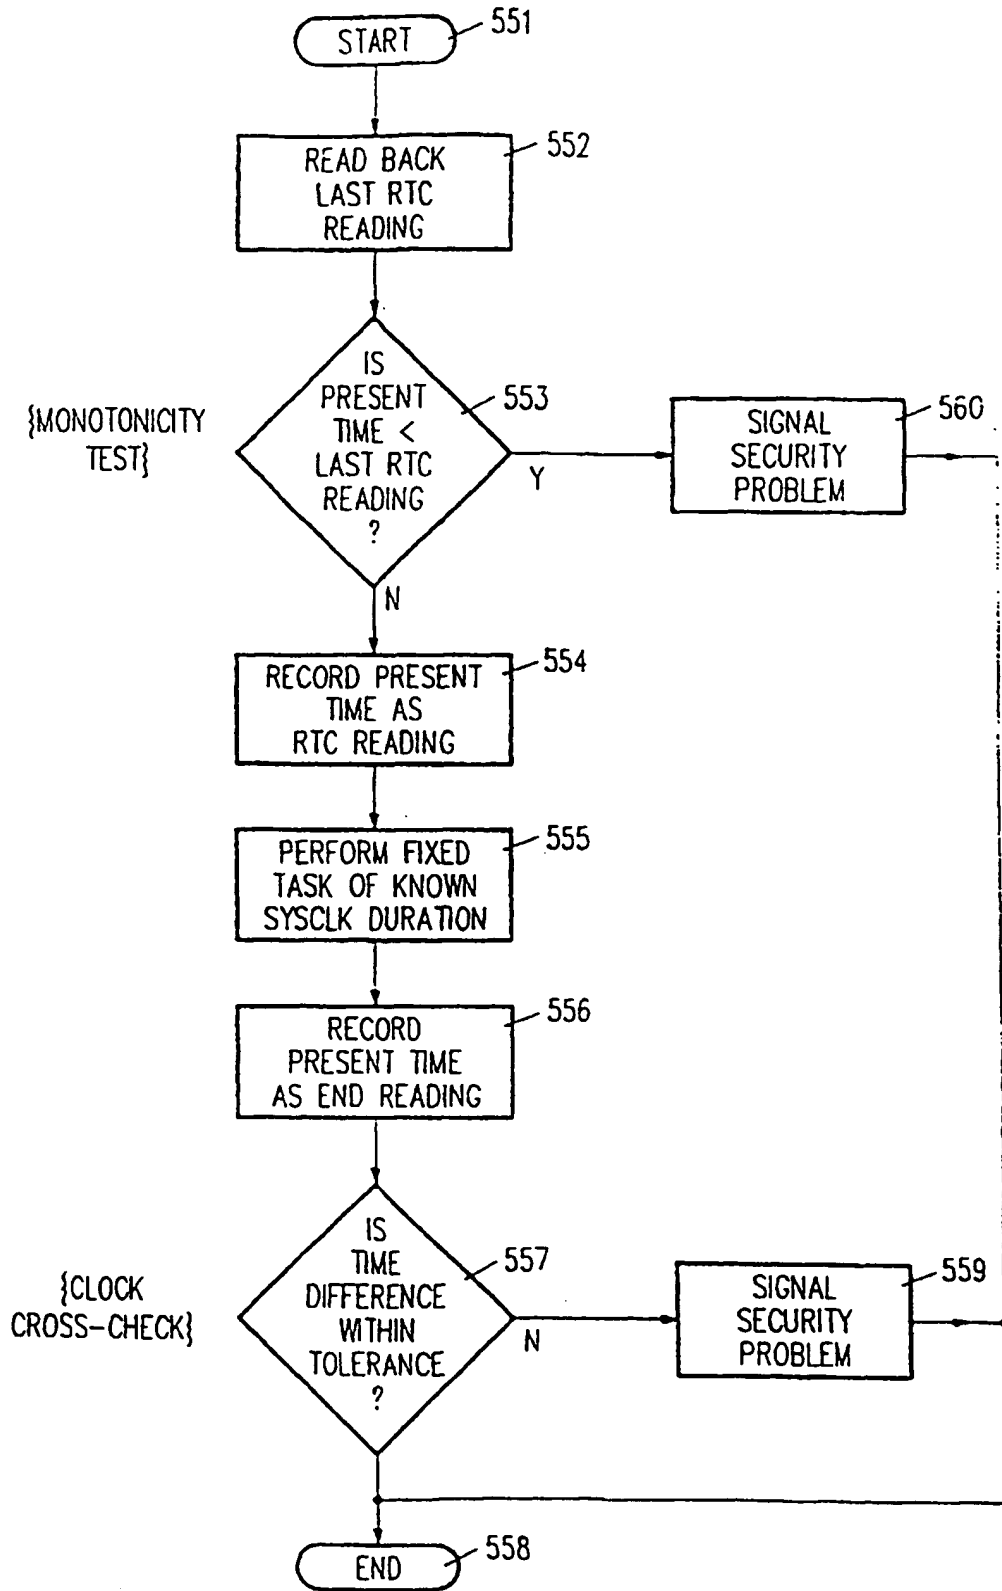 START
551
READ BACK
LAST RTC
READING
552
IS
PRESENT
TIME <
LAST RTC
READING
?
553
{MONOTONICITY
TEST}
Y
SIGNAL
SECURITY
PROBLEM
560
N
RECORD PRESENT
TIME AS
RTC READING
554
PERFORM FIXED
TASK OF KNOWN
SYSCLK DURATION
555
RECORD
PRESENT TIME
AS END READING
556
IS
TIME
DIFFERENCE
WITHIN
TOLERANCE
?
557
{CLOCK
CROSS-CHECK}
N
SIGNAL
SECURITY
PROBLEM
559
END
558